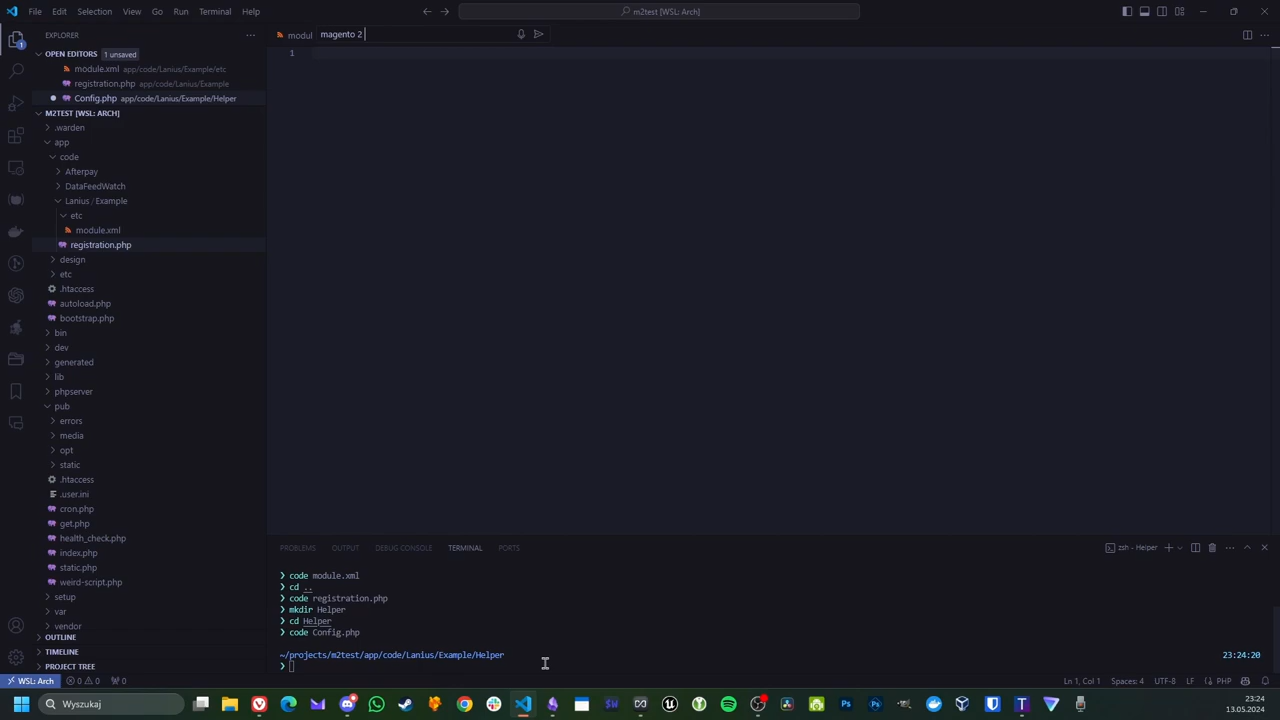 File Edit Selection View Go Run Terminal Help
m2test [WSL: Arch]
EXPLORER
OPEN EDITORS 1 unsaved
module.xml app/code/Lanius/Example/etc
registration.php app/code/Lanius/Example
Config.php app/code/Lanius/Example/Helper
M2TEST [WSL: ARCH]
.warden
app
code
Afterpay
DataFeedWatch
Lanius / Example
etc
module.xml
registration.php
design
etc
.htaccess
autoload.php
bootstrap.php
bin
dev
generated
lib
phpserver
pub
errors
media
opt
static
.htaccess
.user.ini
cron.php
get.php
health_check.php
index.php
static.php
weird-script.php
setup
var
vendor
OUTLINE
TIMELINE
PROJECT TREE
modul magento 2
1
PROBLEMS OUTPUT DEBUG CONSOLE TERMINAL PORTS
zsh - Helper
❯ code module.xml
❯ cd ..
❯ code registration.php
❯ mkdir Helper
❯ cd Helper
❯ code Config.php
~/projects/m2test/app/code/Lanius/Example/Helper 23:24:20
❯
WSL: Arch 0 0 0 Ln 1, Col 1 Spaces: 4 UTF-8 LF PHP
Wyszukaj
23:24
13.05.2024